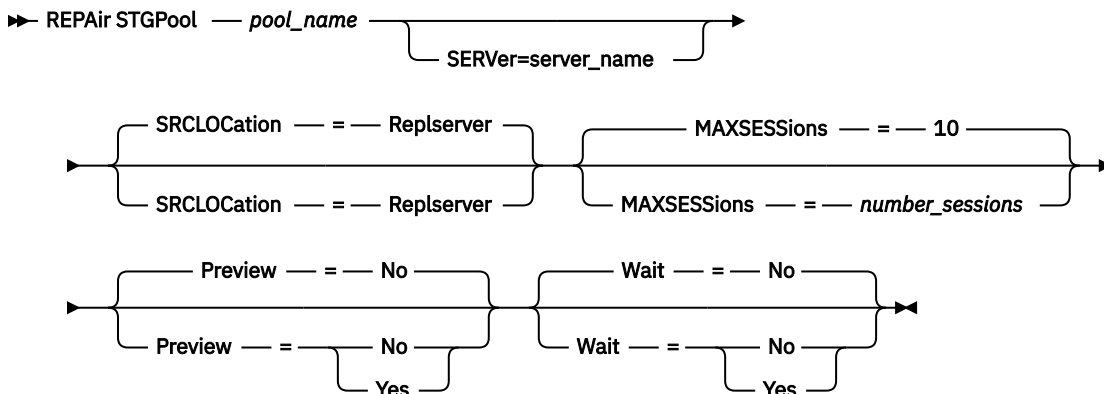 REPAir STGPool pool_name
SERVer=server_name
SRCLOCation = Replserver
MAXSESSions = 10
SRCLOCation = Replserver
MAXSESSions = number_sessions
Preview = No
Wait = No
Preview = No
Yes
Wait = No
Yes